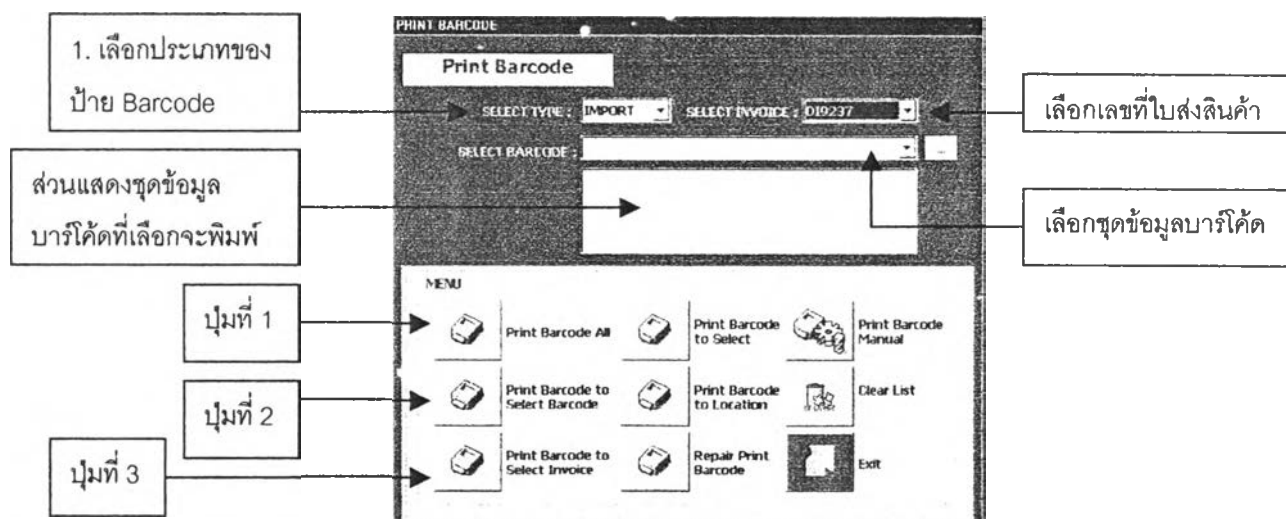 1. เลือกประเภทของ
ป้าย Barcode
ส่วนแสดงชุดข้อมูล
บาร์โค้ดที่เลือกจะพิมพ์
ปุ่มที่ 1
ปุ่มที่ 2
ปุ่มที่ 3
PRINT BARCODE
Print Barcode
SELECT TYPE : IMPORT SELECT INVOICE : 019237
SELECT BARCODE :
...
MENU
Print Barcode All
Print Barcode
to Select
Print Barcode
Manual
Print Barcode to
Select Barcode
Print Barcode
to Location
Clear List
Print Barcode to
Select Invoice
Repair Print
Barcode
Exit
เลือกเลขที่ใบส่งสินค้า
เลือกชุดข้อมูลบาร์โค้ด